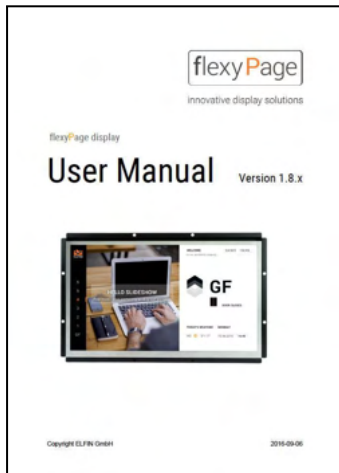 flexyPage
innovative display solutions
flexyPage display
User Manual Version 1.8.x
HELLO SLIDESHOW
GF
Copyright ELFIN GmbH 2016-09-06